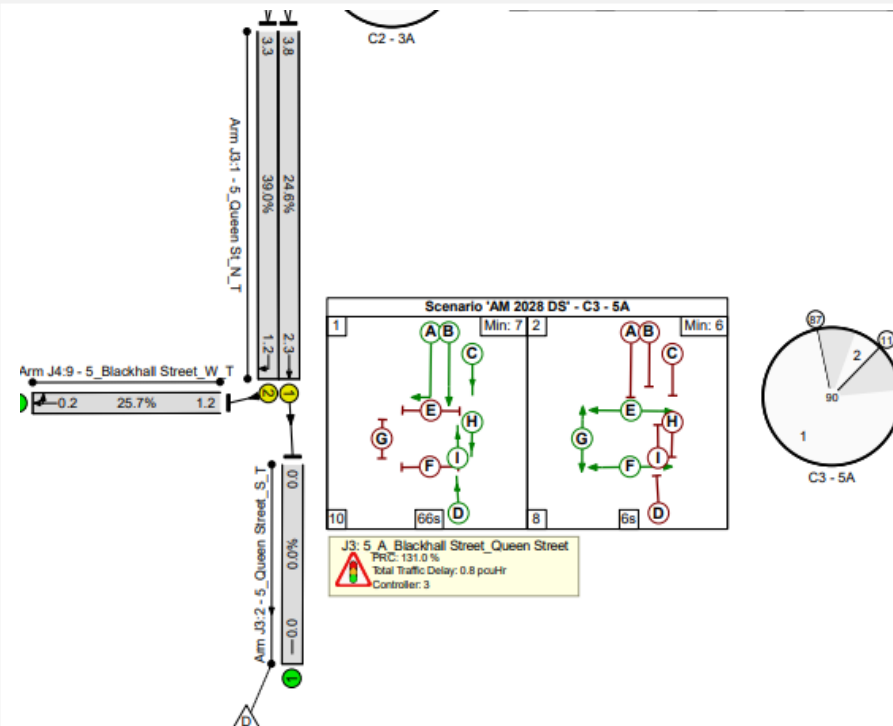 C2 - 3A
3.3
3.8
Arm J3:1 - 5_Queen St_N_T
39.0%
24.6%
1.2
2.3
Scenario 'AM 2028 DS' - C3 - 5A
1
A
B
Min: 7
C
E
H
G
F
I
10
66s
D
2
A
B
Min: 6
C
E
H
G
F
I
8
6s
D
87
11
2
90
1
C3 - 5A
Arm J4:9 - 5_Blackhall Street_W_T
0.2
25.7%
1.2
2
1
Arm J3:2 - 5_Queen Street_S_T
0.0
0.0%
0.0
1
D
J3: 5_A_Blackhall Street_Queen Street
PRC: 131.0 %
Total Traffic Delay: 0.8 pcuHr
Controller: 3